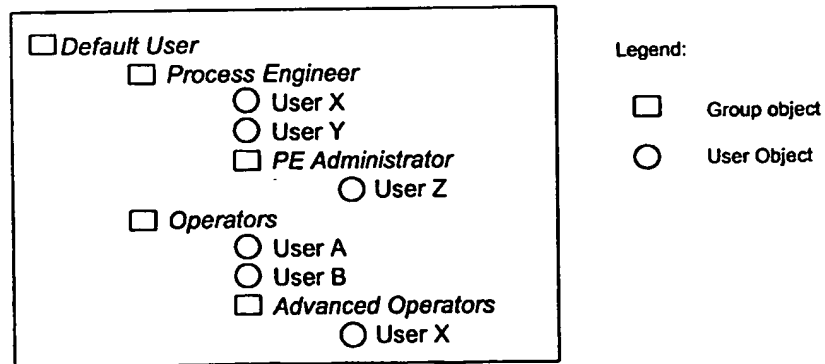 Default User
Process Engineer
User X
User Y
PE Administrator
User Z
Operators
User A
User B
Advanced Operators
User X
Legend:
Group object
User Object